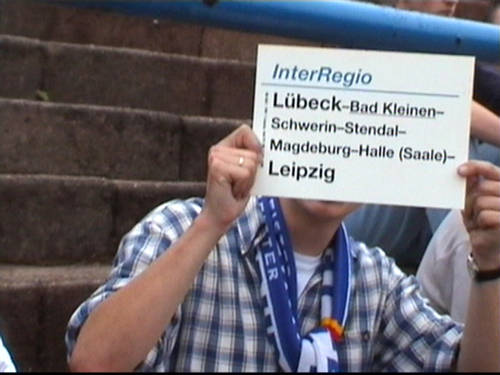 InterRegio
Lübeck–Bad Kleinen–
Schwerin–Stendal–
Magdeburg–Halle (Saale)–
Leipzig